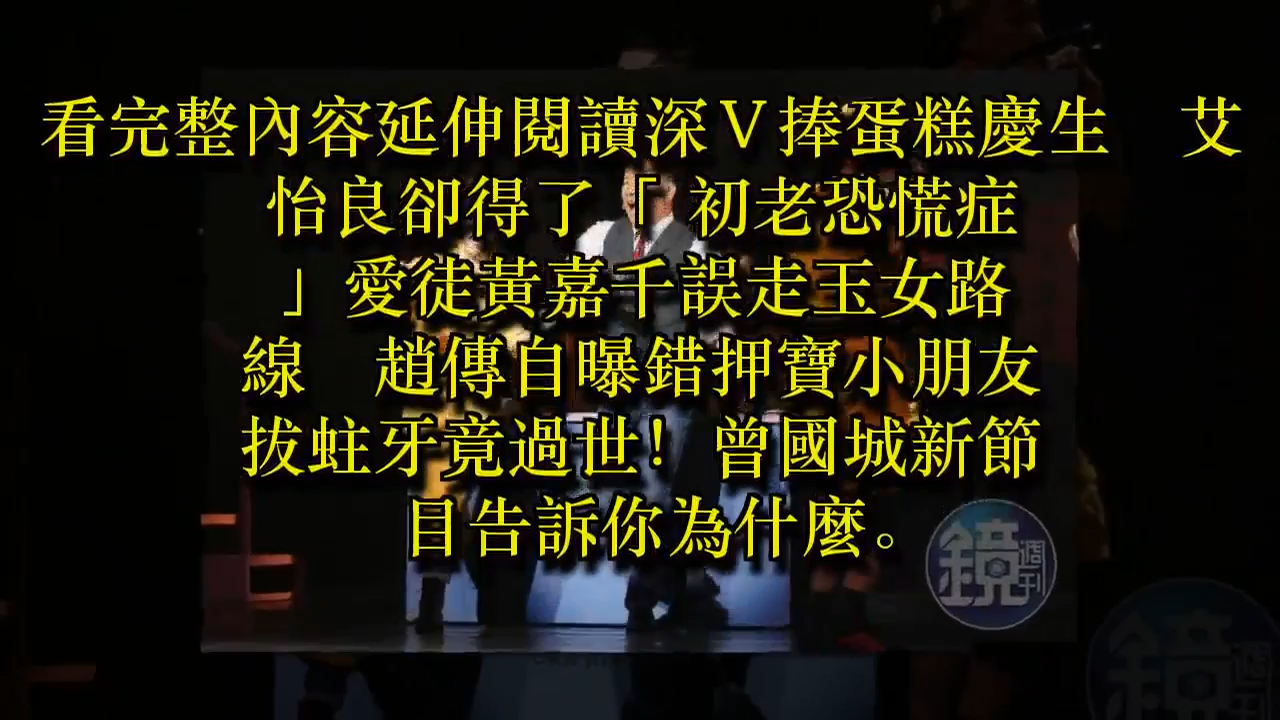 看完整內容延伸閱讀深V捧蛋糕慶生　艾
怡良卻得了「 初老恐慌症
」愛徒黃嘉千誤走玉女路
線　趙傳自曝錯押寶小朋友
拔蛀牙竟過世！曾國城新節
目告訴你為什麼。
鏡週刊
鏡週刊